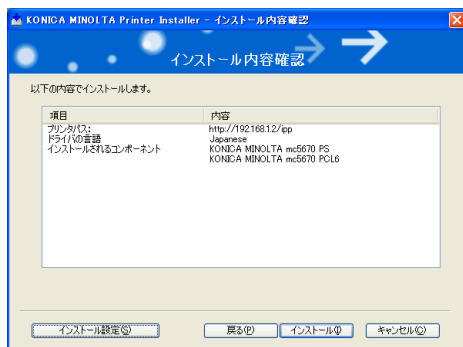 KONICA MINOLTA Printer Installer - インストール内容確認
インストール内容確認
以下の内容でインストールします。
項目 内容
プリンタパス: http://192.168.1.2/ipp
ドライバの言語 Japanese
インストールされるコンポーネント KONICA MINOLTA mc5670 PS
KONICA MINOLTA mc5670 PCL6
インストール設定(S) 戻る(P) インストール(I) キャンセル(C)